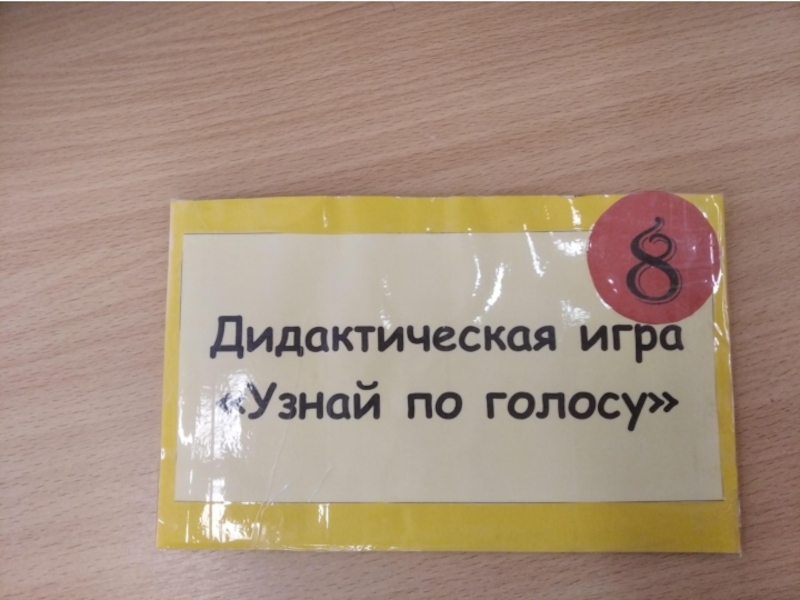 8
Дидактическая игра
«Узнай по голосу»